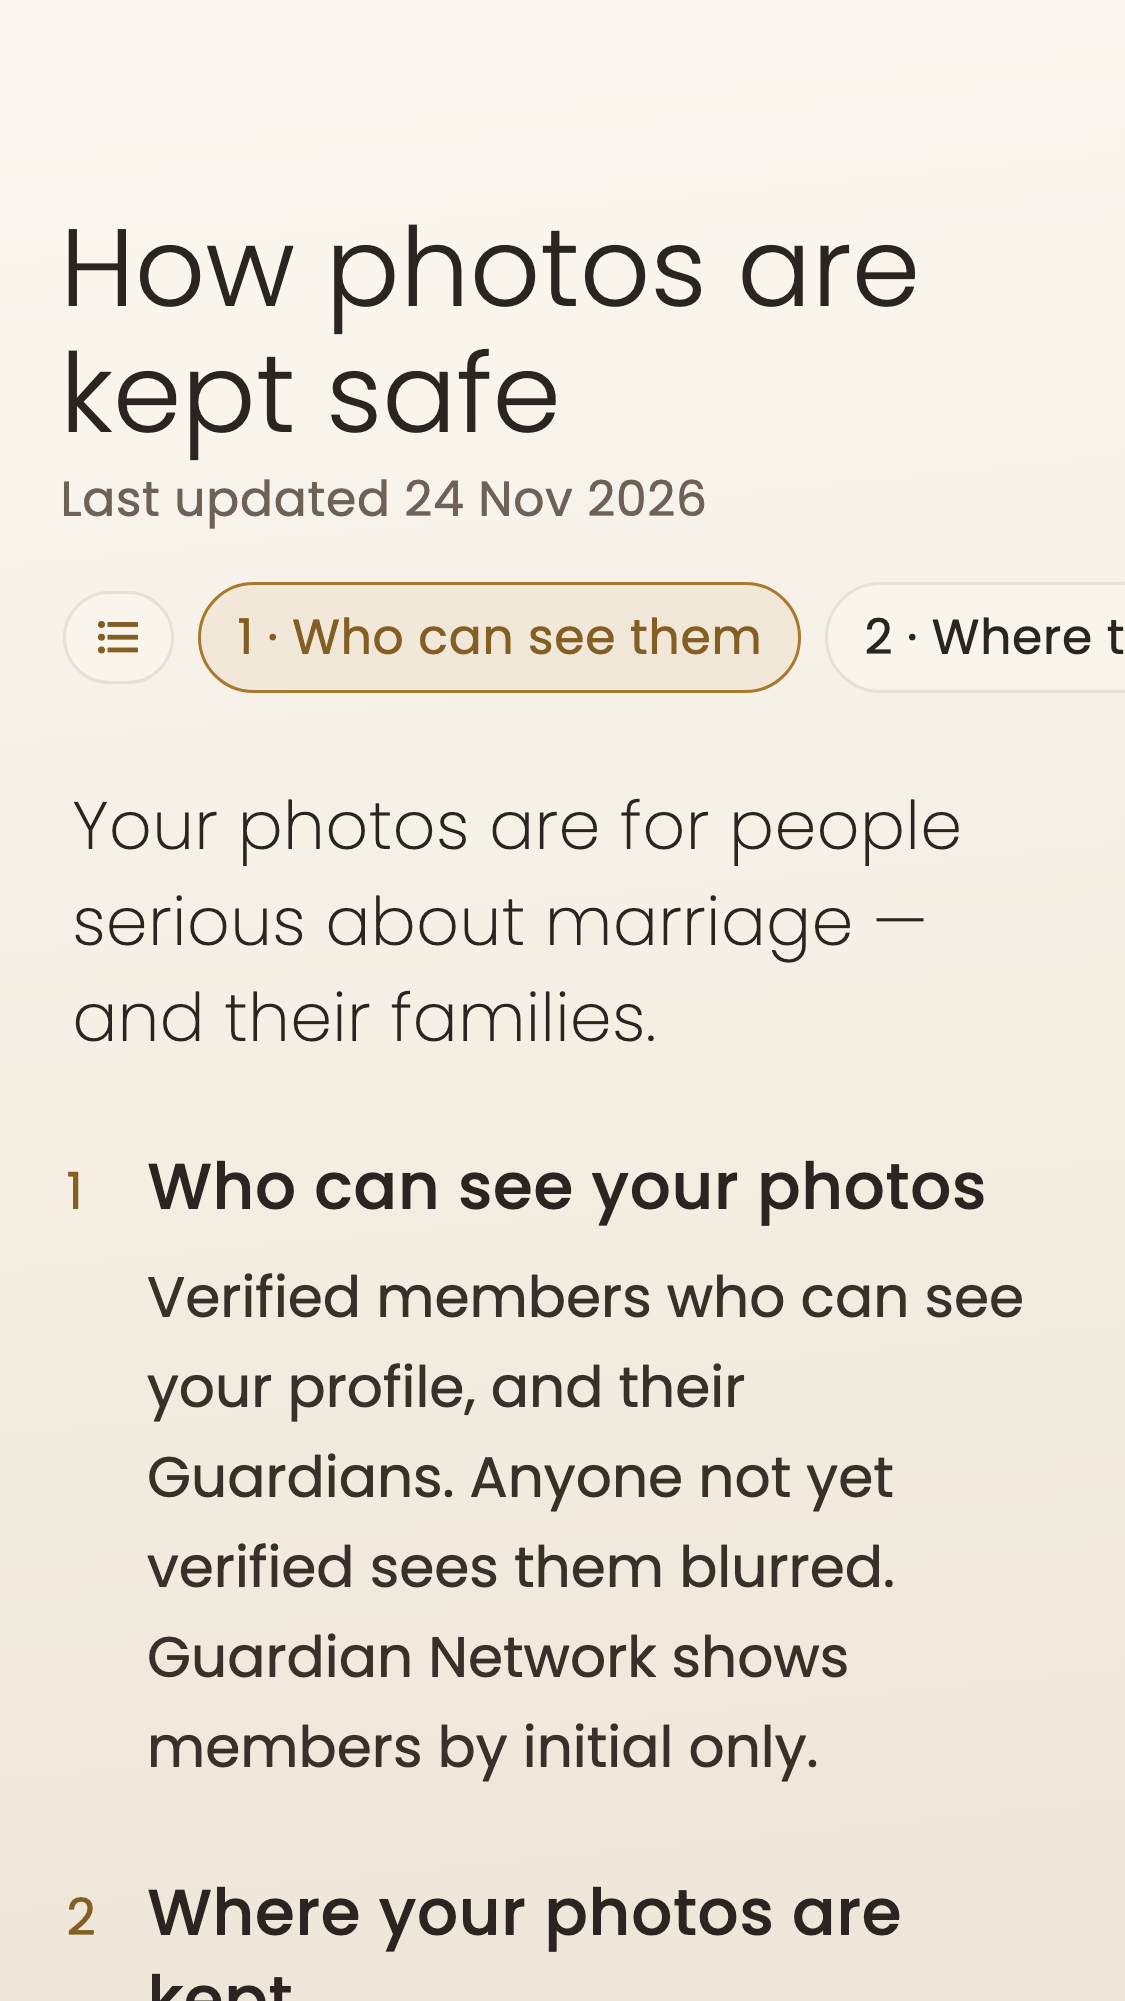 How photos are
kept safe
Last updated 24 Nov 2026
1 · Who can see them
2 · Where t
Your photos are for people
serious about marriage —
and their families.
1 Who can see your photos
Verified members who can see
your profile, and their
Guardians. Anyone not yet
verified sees them blurred.
Guardian Network shows
members by initial only.
2 Where your photos are
kept